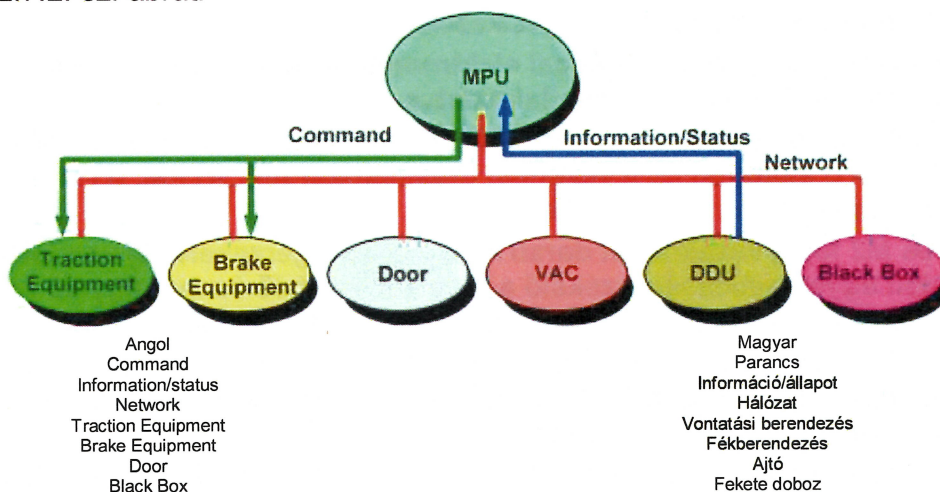 MPU
Command
Information/Status
Network
Traction
Equipment
Brake
Equipment
Door
VAC
DDU
Black Box
Angol
Command
Information/status
Network
Traction Equipment
Brake Equipment
Door
Black Box
Magyar
Parancs
Információ/állapot
Hálózat
Vontatási berendezés
Fékberendezés
Ajtó
Fekete doboz